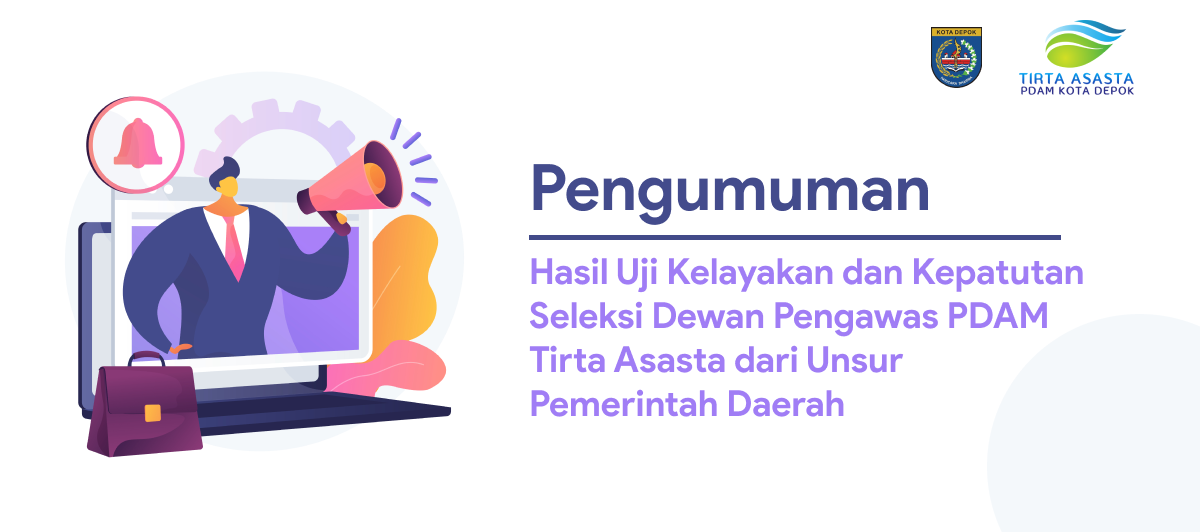 KOTA DEPOK
TIRTA ASASTA
PDAM KOTA DEPOK
Pengumuman
Hasil Uji Kelayakan dan Kepatutan
Seleksi Dewan Pengawas PDAM
Tirta Asasta dari Unsur
Pemerintah Daerah